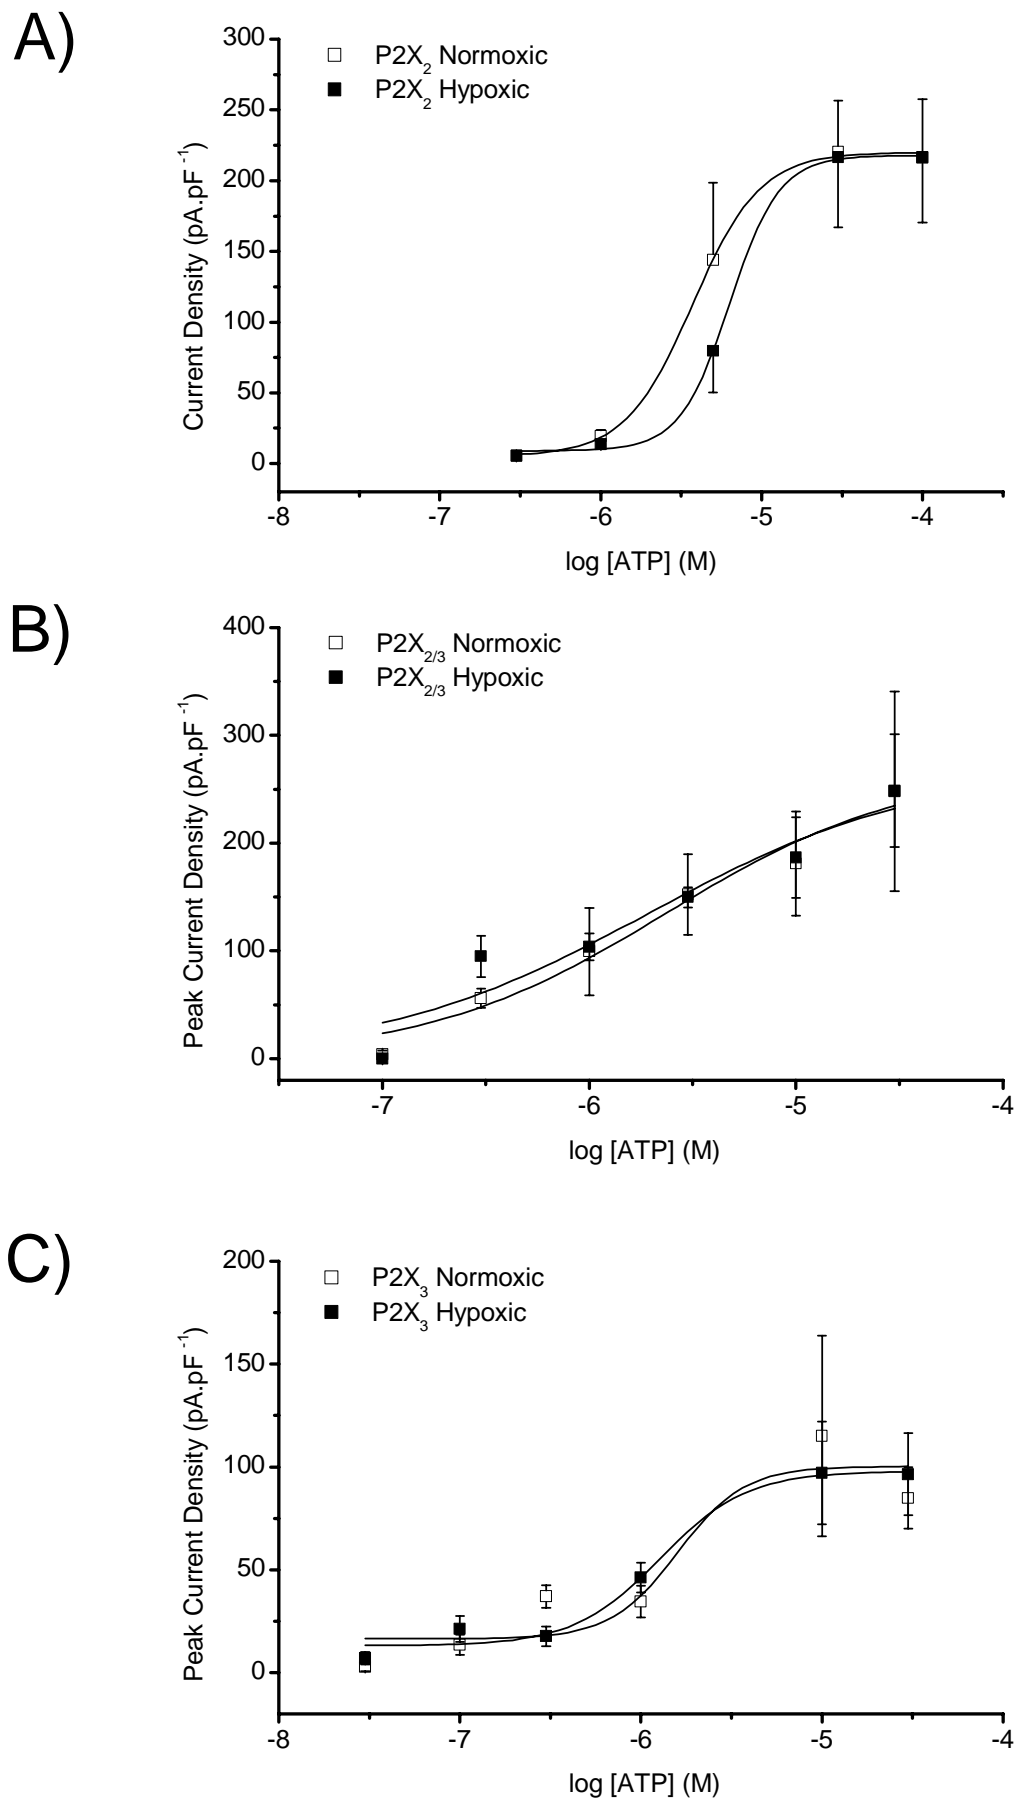 A)
300
250
200
150
100
50
0
Current Density (pA.pF⁻¹)
P2X₂ Normoxic
P2X₂ Hypoxic
-8 -7 -6 -5 -4
log [ATP] (M)
B)
400
300
200
100
0
Peak Current Density (pA.pF⁻¹)
P2X₂/₃ Normoxic
P2X₂/₃ Hypoxic
-7 -6 -5 -4
log [ATP] (M)
C)
200
150
100
50
0
Peak Current Density (pA.pF⁻¹)
P2X₃ Normoxic
P2X₃ Hypoxic
-8 -7 -6 -5 -4
log [ATP] (M)